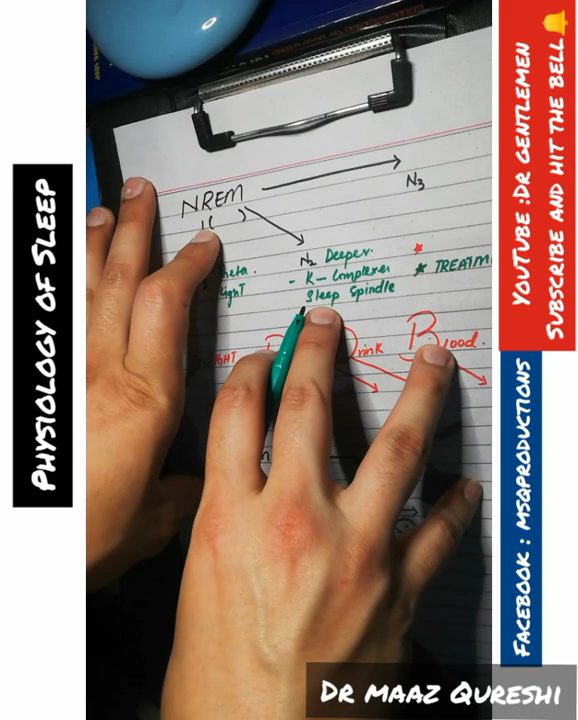 PHYSIOLOGY OF SLEEP
NREM
N3
N2 Deeper.
- K-Complexes
Sleep Spindle
light
TREATM
Drink
Blood.
YOUTUBE :DR GENTLEMEN
SUBSCRIBE AND HIT THE BELL🔔
FACEBOOK : MSQPRODUCTIONS
DR MAAZ QURESHI